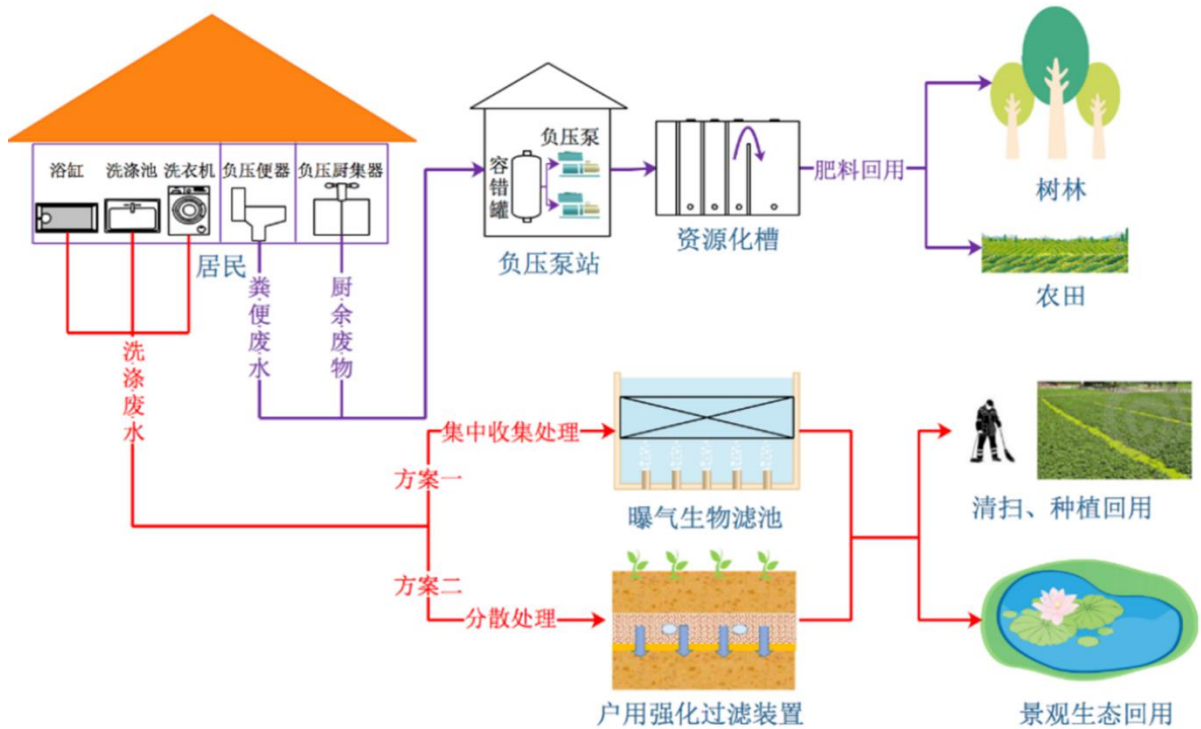 浴缸
洗涤池
洗衣机
负压便器
负压厨集器
居民
负压泵
容错罐
负压泵站
资源化槽
肥料回用
树林
农田
粪便废水
厨余废物
洗涤废水
方案一
集中收集处理
曝气生物滤池
方案二
分散处理
户用强化过滤装置
清扫、种植回用
景观生态回用